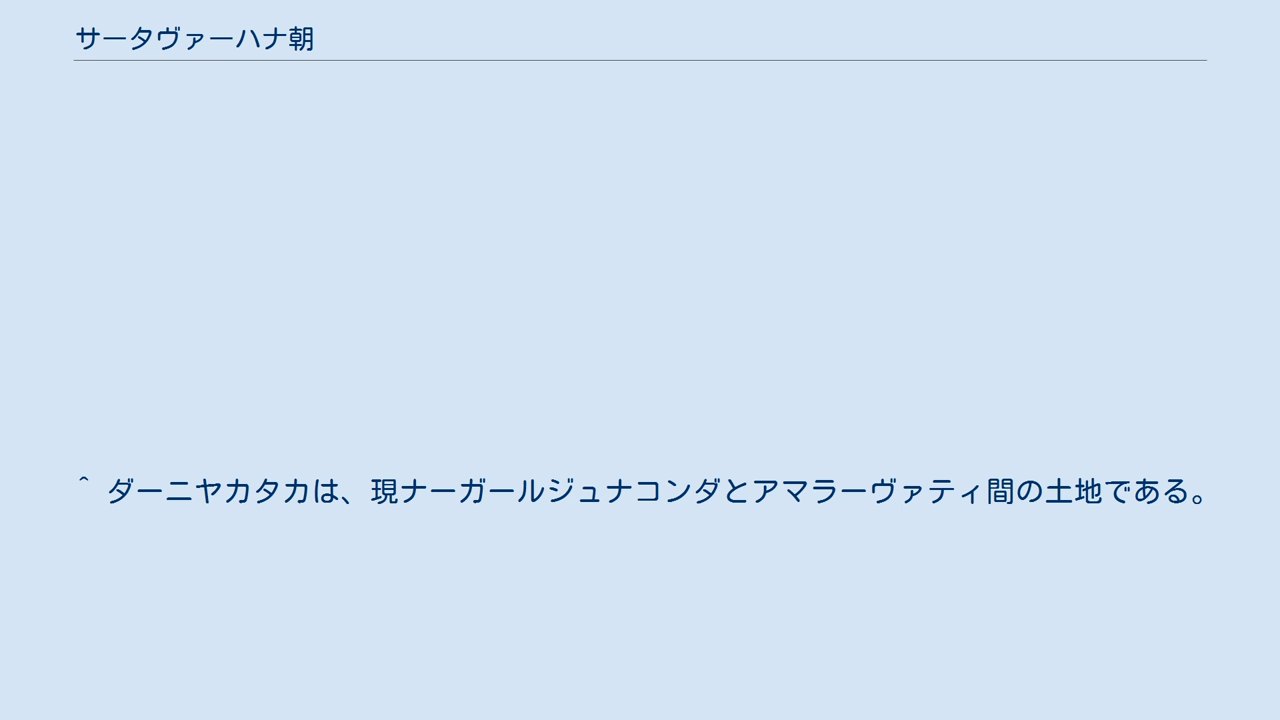 サータヴァーハナ朝
^ ダーニヤカタカは、現ナーガールジュナコンダとアマラーヴァティ間の土地である。